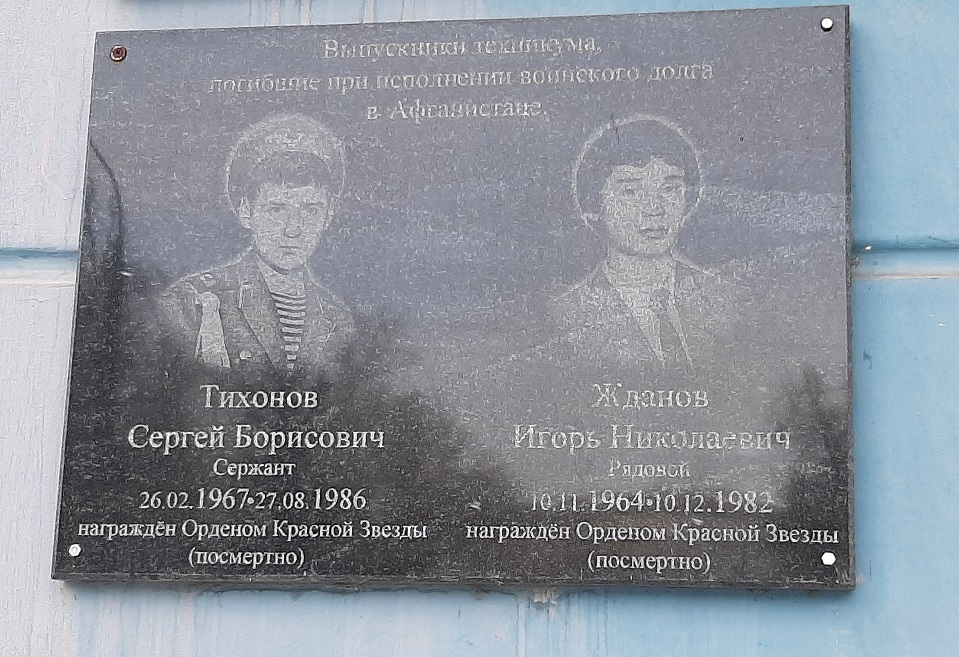 Выпускники техникума,
погибшие при исполнении воинского долга
в Афганистане.
Тихонов
Сергей Борисович
Сержант
26.02.1967•27.08.1986
награждён Орденом Красной Звезды
(посмертно)
Жданов
Игорь Николаевич
Рядовой
10.11.1964•10.12.1982
награждён Орденом Красной Звезды
(посмертно)